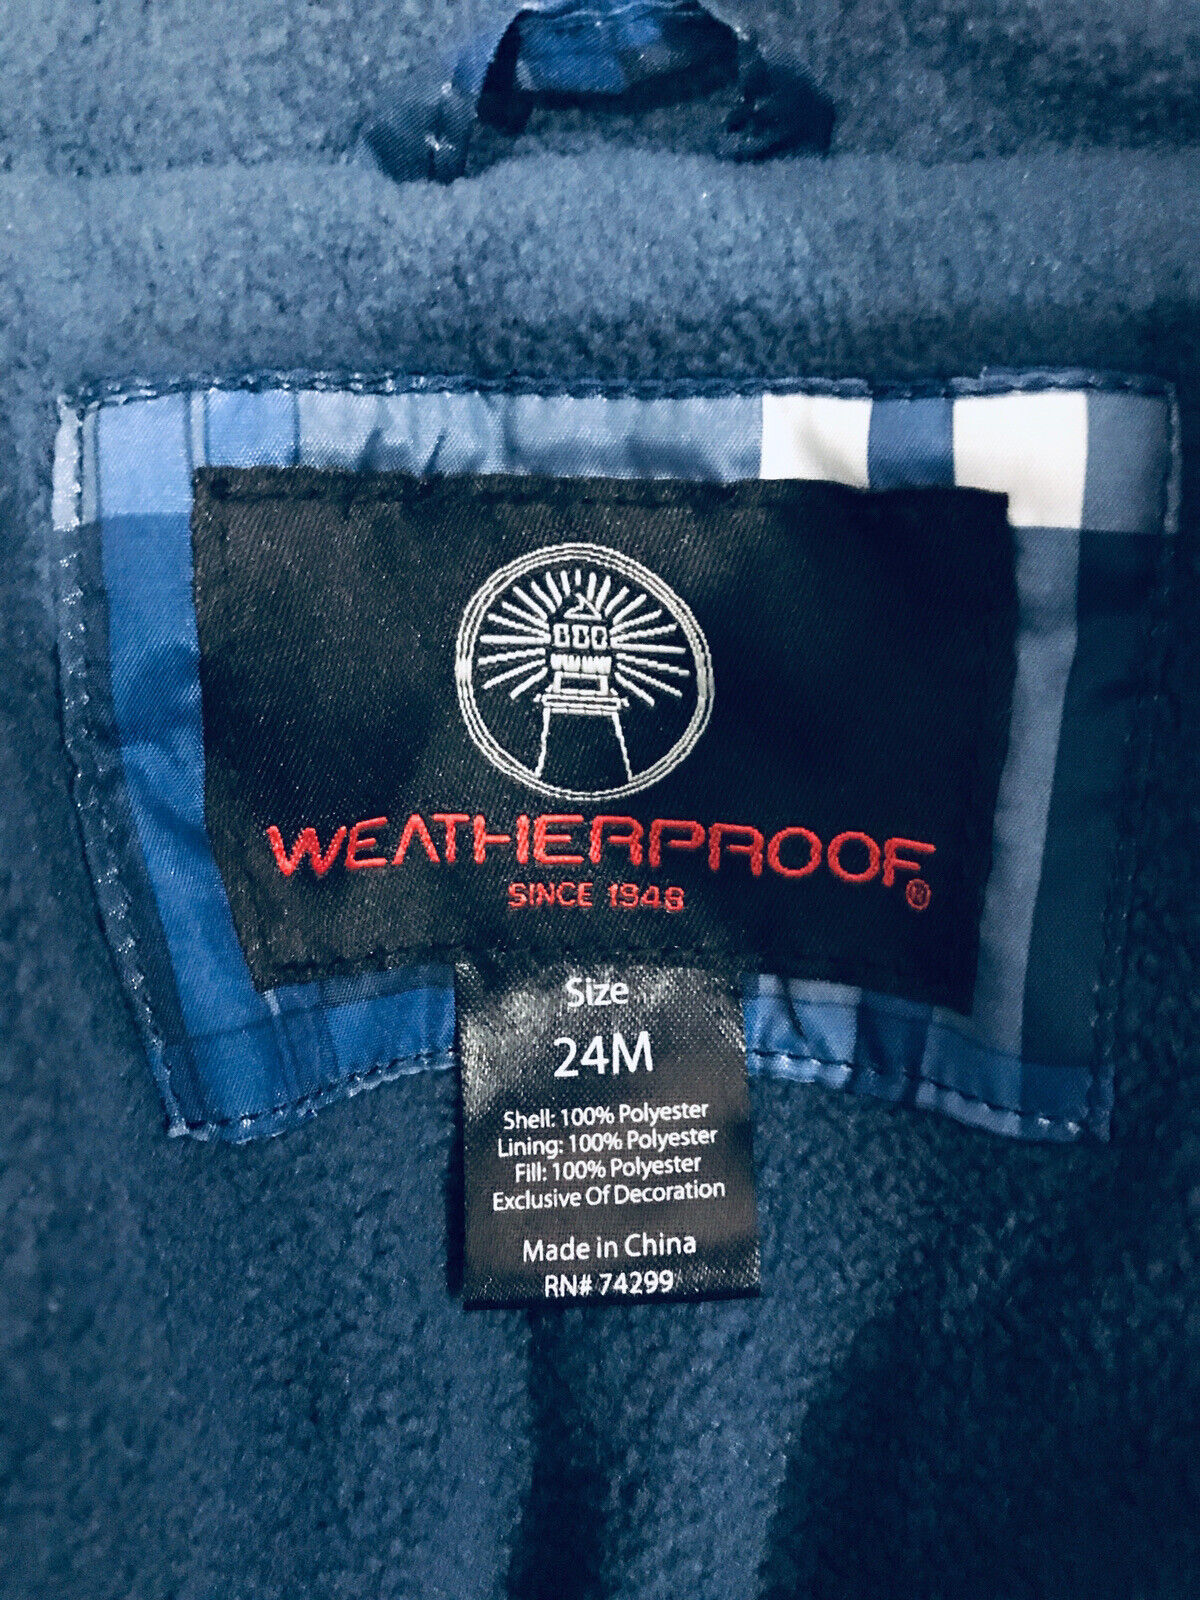 WEATHERPROOF®
SINCE 1948
Size
24M
Shell: 100% Polyester
Lining: 100% Polyester
Fill: 100% Polyester
Exclusive Of Decoration
Made in China
RN# 74299